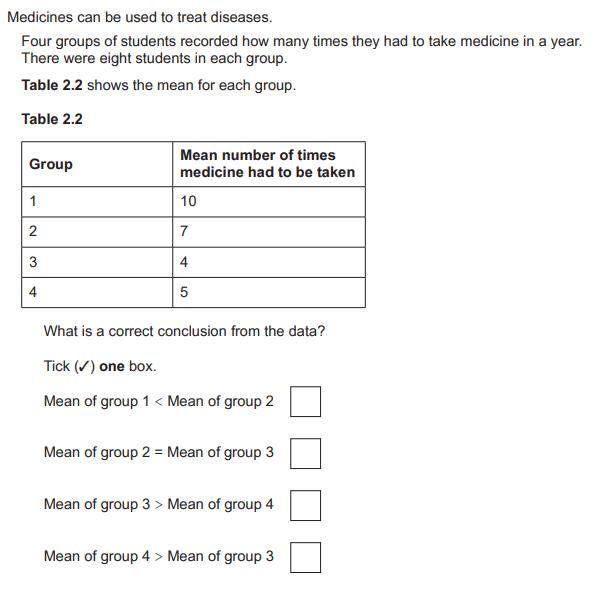 Medicines can be used to treat diseases.
Four groups of students recorded how many times they had to take medicine in a year.
There were eight students in each group.
Table 2.2 shows the mean for each group.
Table 2.2
Group
Mean number of times
medicine had to be taken
1 10
2 7
3 4
4 5
What is a correct conclusion from the data?
Tick (✓) one box.
Mean of group 1 < Mean of group 2
Mean of group 2 = Mean of group 3
Mean of group 3 > Mean of group 4
Mean of group 4 > Mean of group 3